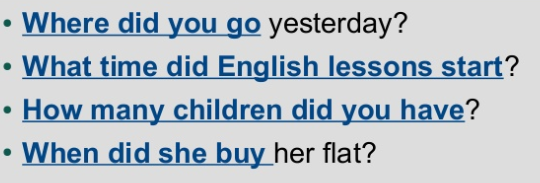 • Where did you go yesterday?
• What time did English lessons start?
• How many children did you have?
• When did she buy her flat?